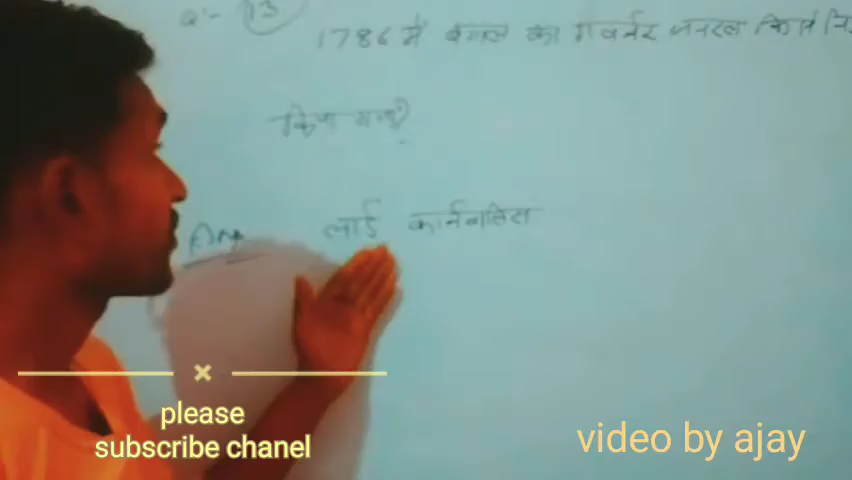 Q:- 13
1786 में बंगाल का गवर्नर जनरल किसे
किया गया?
Ans लार्ड कार्नवालिस
please
subscribe chanel
video by ajay